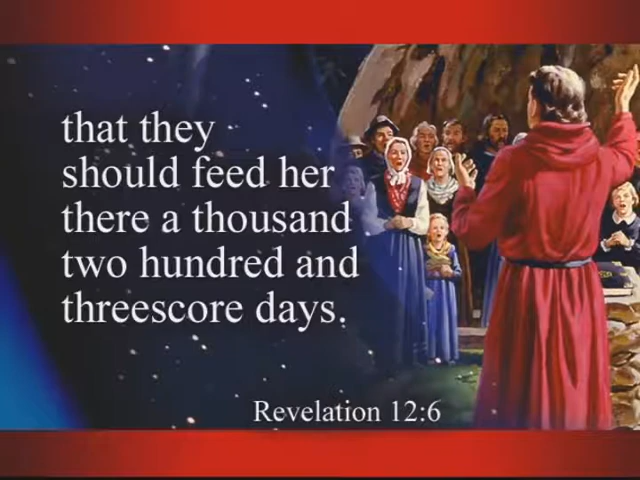 that they
should feed her
there a thousand
two hundred and
threescore days.
Revelation 12:6